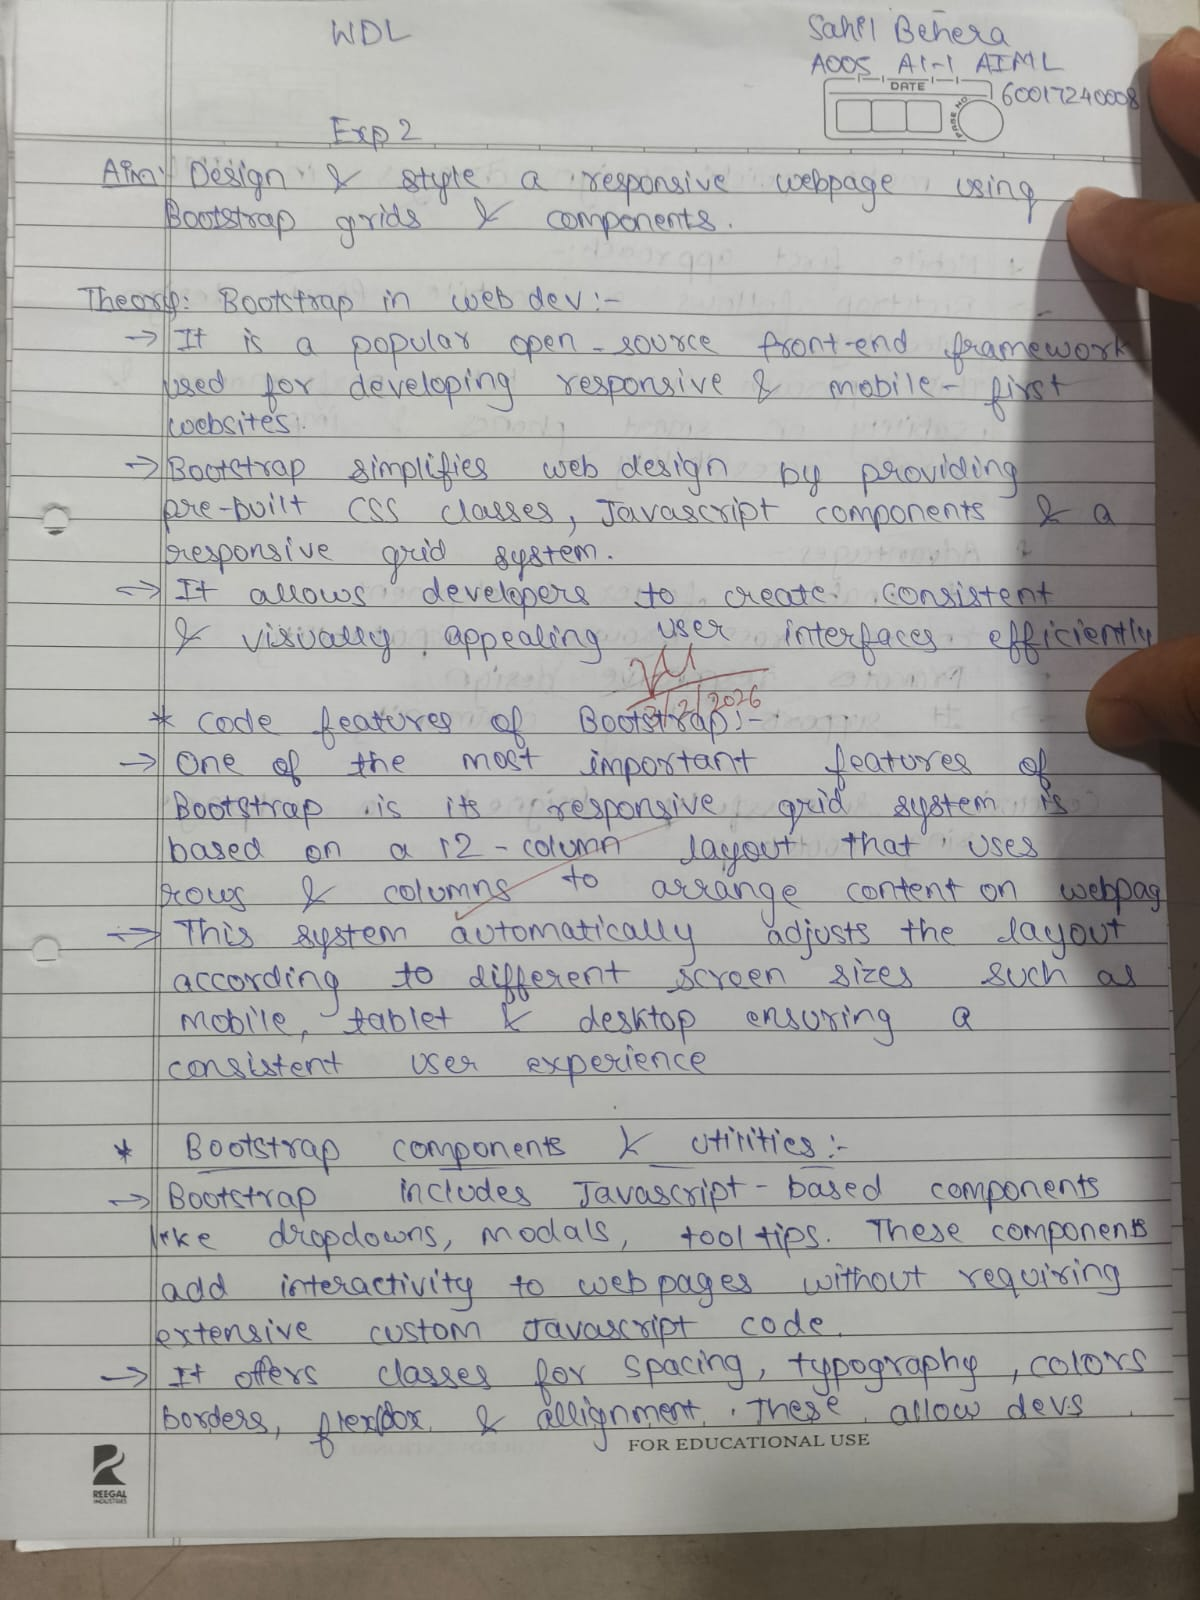 WDL
Sahil Behera
A005 A1-1 AIML
DATE
60017240008
PAGE NO
Exp 2
Aim: Design & style a responsive webpage using
Bootstrap grids & components.
Theory: Bootstrap in web dev:-
→ It is a popular open-source front-end framework
used for developing responsive & mobile-first
websites.
→ Bootstrap simplifies web design by providing
pre-built CSS classes, Javascript components & a
responsive grid system.
→ It allows developers to create consistent
& visually appealing user interfaces efficiently
3/2/2026
* Code features of Bootstrap:-
→ One of the most important features of
Bootstrap is its responsive grid system is
based on a 12-column layout that uses
rows & columns to arrange content on webpag
→ This system automatically adjusts the layout
according to different screen sizes such as
mobile, tablet & desktop ensuring a
consistent user experience
* Bootstrap components & utilities:-
→ Bootstrap includes Javascript-based components
like dropdowns, modals, tooltips. These components
add interactivity to web pages without requiring
extensive custom Javascript code.
→ It offers classes for spacing, typography, colors
borders, flexbox & allignment. These allow devs
FOR EDUCATIONAL USE
REEGAL
INDUSTRIES